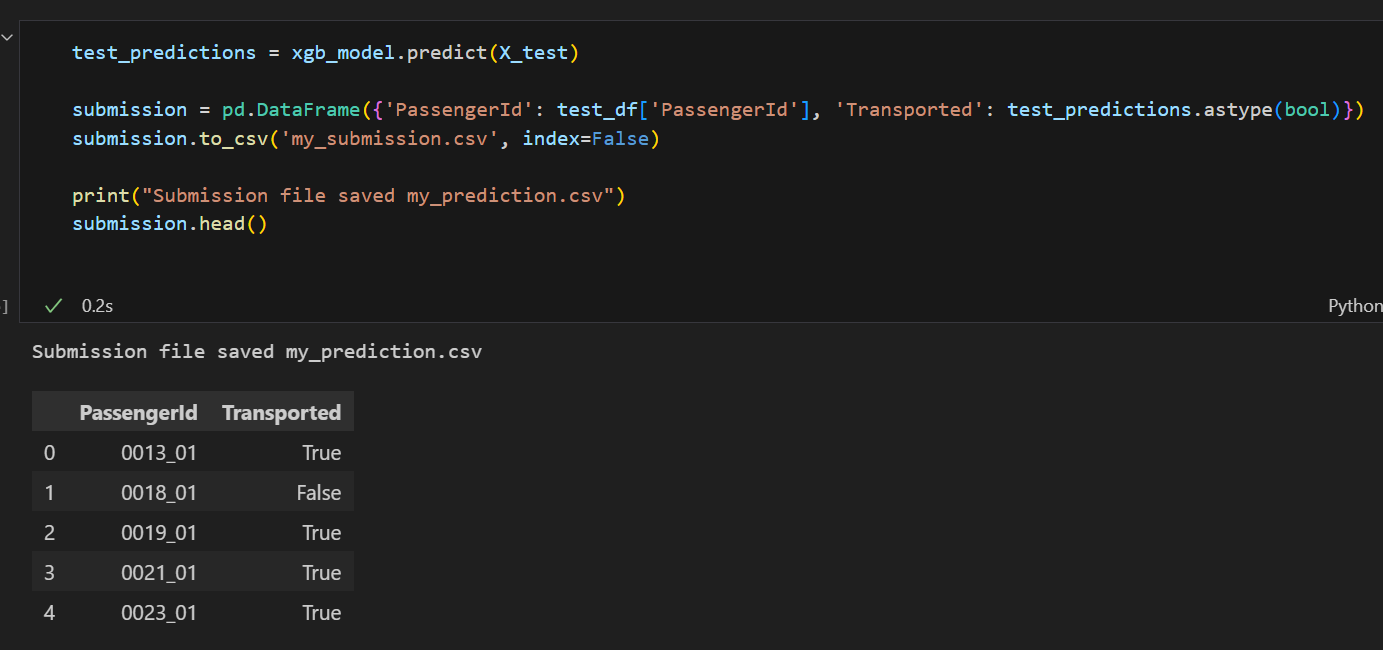 test_predictions = xgb_model.predict(X_test)
submission = pd.DataFrame({'PassengerId': test_df['PassengerId'], 'Transported': test_predictions.astype(bool)})
submission.to_csv('my_submission.csv', index=False)
print("Submission file saved my_prediction.csv")
submission.head()
] ✓ 0.2s Python
Submission file saved my_prediction.csv
PassengerId Transported
0 0013_01 True
1 0018_01 False
2 0019_01 True
3 0021_01 True
4 0023_01 True